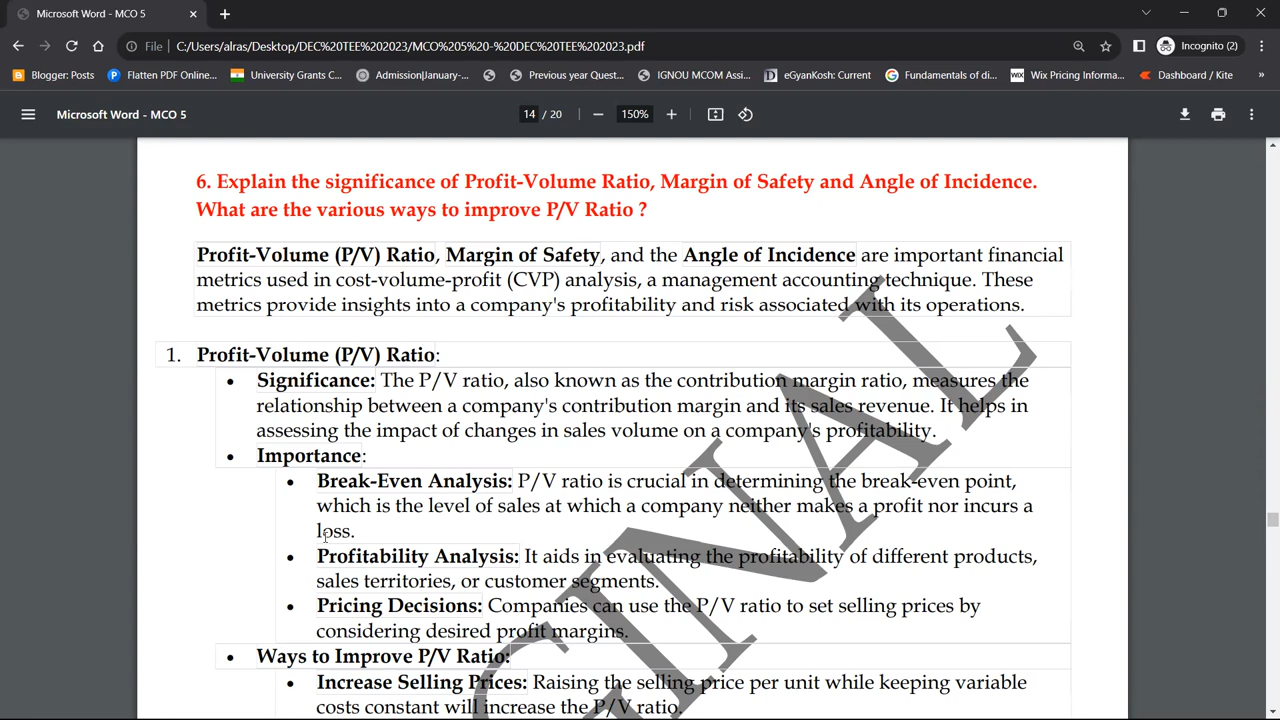 Microsoft Word - MCO 5
Incognito (2)
File C:/Users/alras/Desktop/DEC%20TEE%202023/MCO%205%20-%20DEC%20TEE%202023.pdf
Blogger: Posts Flatten PDF Online... University Grants C... Admission|January-... Previous year Quest... IGNOU MCOM Assi... eGyanKosh: Current Fundamentals of di... Wix Pricing Informa... Dashboard / Kite »
Microsoft Word - MCO 5 14 / 20 150%
6. Explain the significance of Profit-Volume Ratio, Margin of Safety and Angle of Incidence.
What are the various ways to improve P/V Ratio ?
Profit-Volume (P/V) Ratio, Margin of Safety, and the Angle of Incidence are important financial
metrics used in cost-volume-profit (CVP) analysis, a management accounting technique. These
metrics provide insights into a company's profitability and risk associated with its operations.
1. Profit-Volume (P/V) Ratio:
• Significance: The P/V ratio, also known as the contribution margin ratio, measures the
relationship between a company's contribution margin and its sales revenue. It helps in
assessing the impact of changes in sales volume on a company's profitability.
• Importance:
• Break-Even Analysis: P/V ratio is crucial in determining the break-even point,
which is the level of sales at which a company neither makes a profit nor incurs a
loss.
• Profitability Analysis: It aids in evaluating the profitability of different products,
sales territories, or customer segments.
• Pricing Decisions: Companies can use the P/V ratio to set selling prices by
considering desired profit margins.
• Ways to Improve P/V Ratio:
• Increase Selling Prices: Raising the selling price per unit while keeping variable
costs constant will increase the P/V ratio.
GINAL